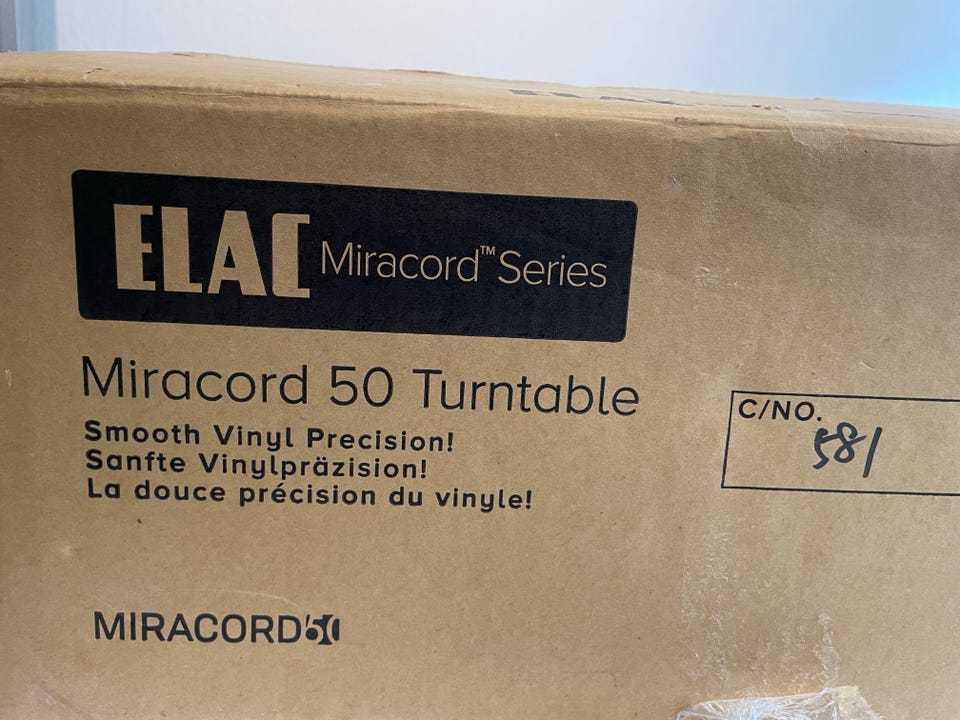 ELAC Miracord™ Series
Miracord 50 Turntable
Smooth Vinyl Precision!
Sanfte Vinylpräzision!
La douce précision du vinyle!
C/NO.
581
MIRACORD50